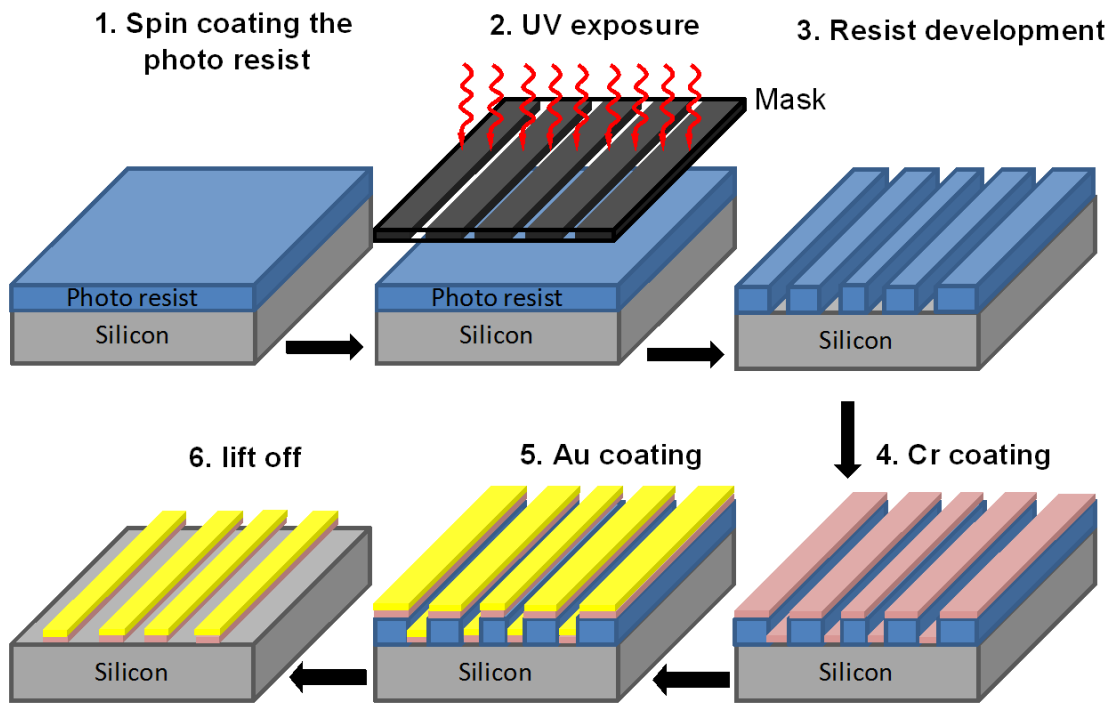 1. Spin coating the
photo resist
2. UV exposure
3. Resist development
Mask
Photo resist
Silicon
Photo resist
Silicon
Silicon
6. lift off
5. Au coating
4. Cr coating
Silicon
Silicon
Silicon